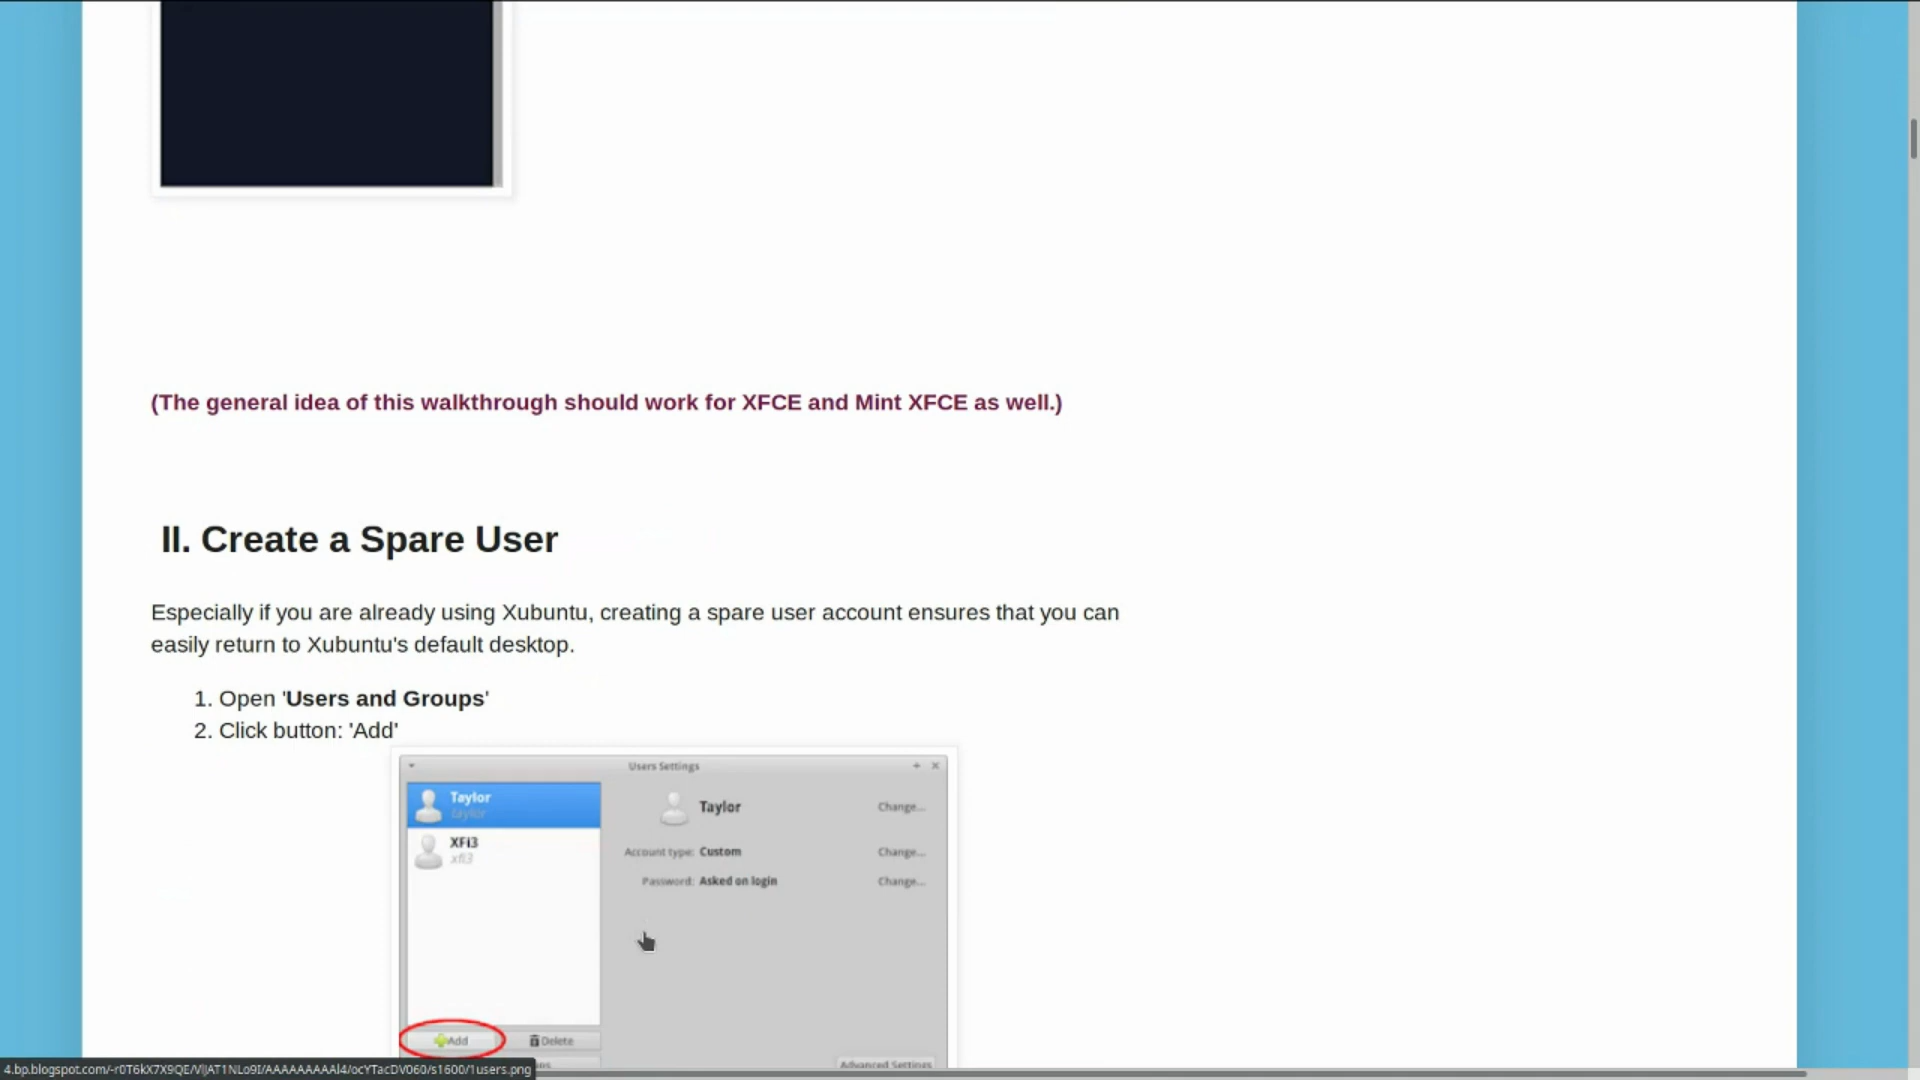 (The general idea of this walkthrough should work for XFCE and Mint XFCE as well.)
II. Create a Spare User
Especially if you are already using Xubuntu, creating a spare user account ensures that you can
easily return to Xubuntu's default desktop.
1. Open 'Users and Groups'
2. Click button: 'Add'
Users Settings
Taylor
taylor
Taylor
Change...
XFi3
xfi3
Account type: Custom
Change...
Password: Asked on login
Change...
Add
Delete
Advanced Settings